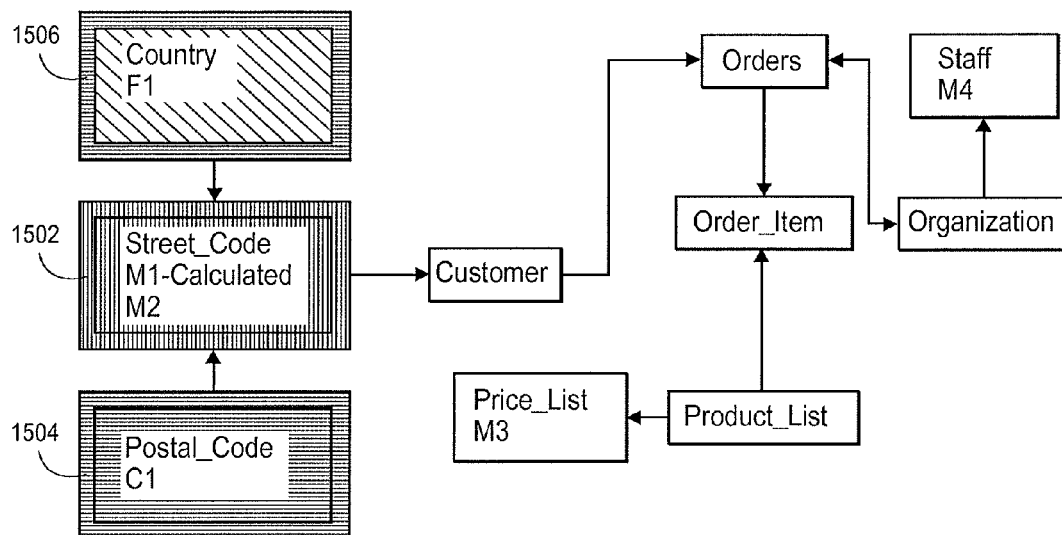 1506
Country
F1
1502
Street_Code
M1-Calculated
M2
1504
Postal_Code
C1
Customer
Orders
Order_Item
Price_List
M3
Product_List
Staff
M4
Organization